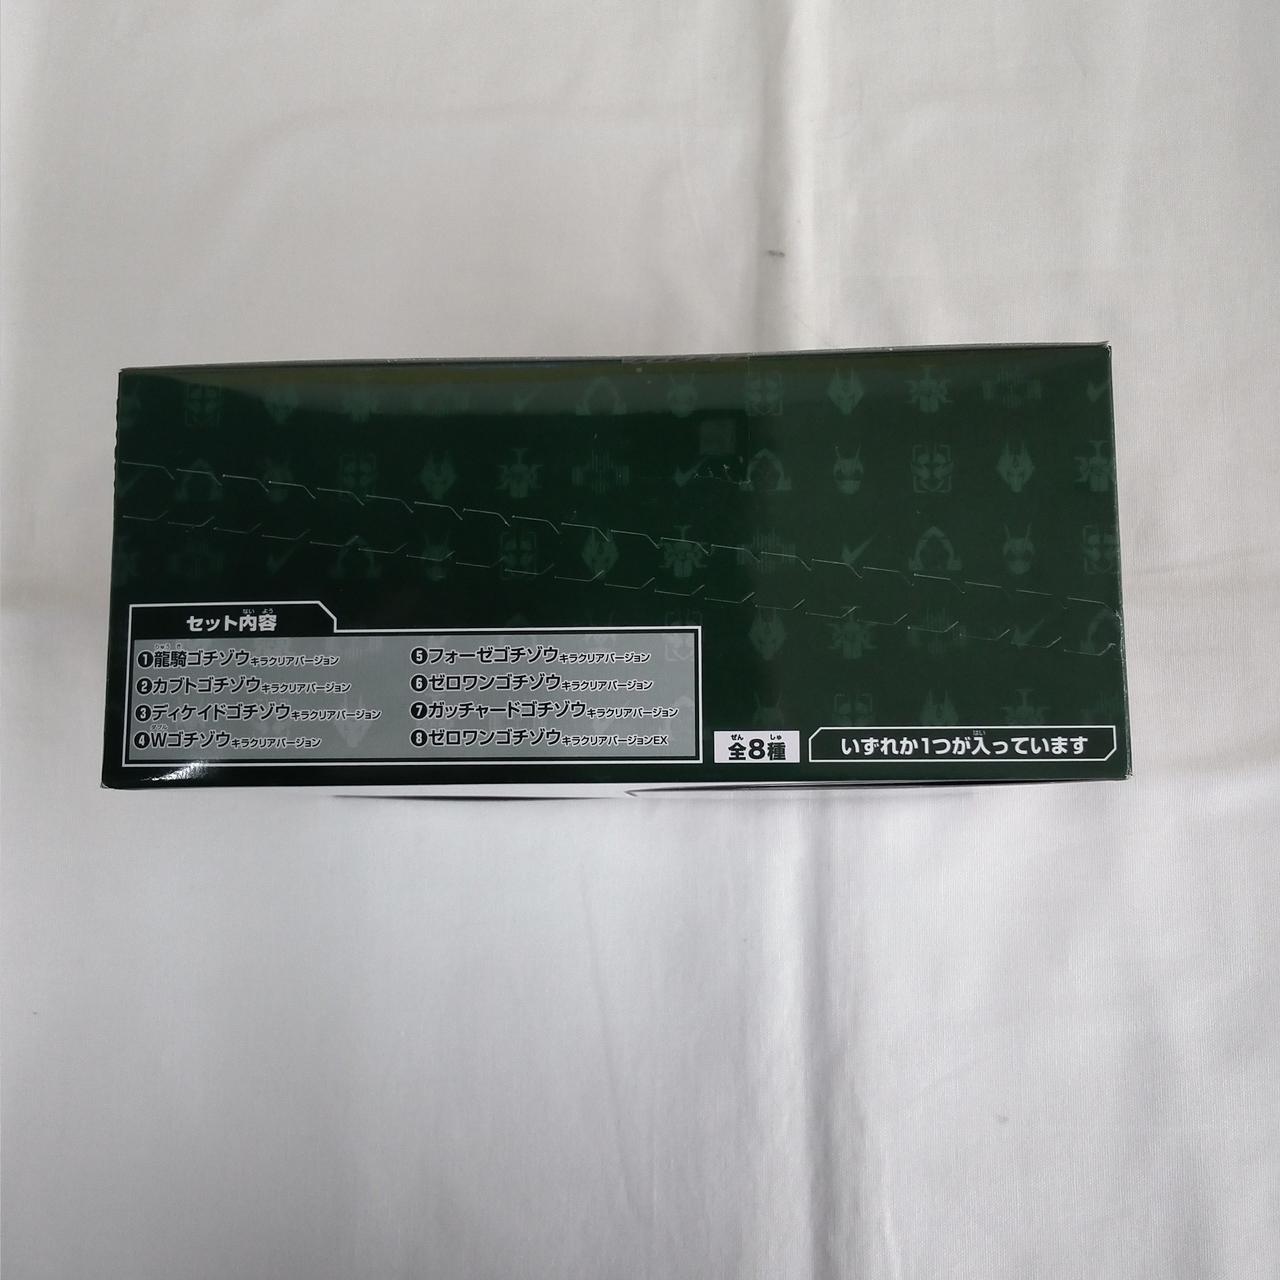 セット内容
❶龍騎ゴチゾウ キラクリアバージョン
❷カブトゴチゾウ キラクリアバージョン
❸ディケイドゴチゾウ キラクリアバージョン
❹Wゴチゾウ キラクリアバージョン
❺フォーゼゴチゾウ キラクリアバージョン
❻ゼロワンゴチゾウ キラクリアバージョン
❼ガッチャードゴチゾウ キラクリアバージョン
❽ゼロワンゴチゾウ キラクリアバージョンEX
全8種
いずれか1つが入っています